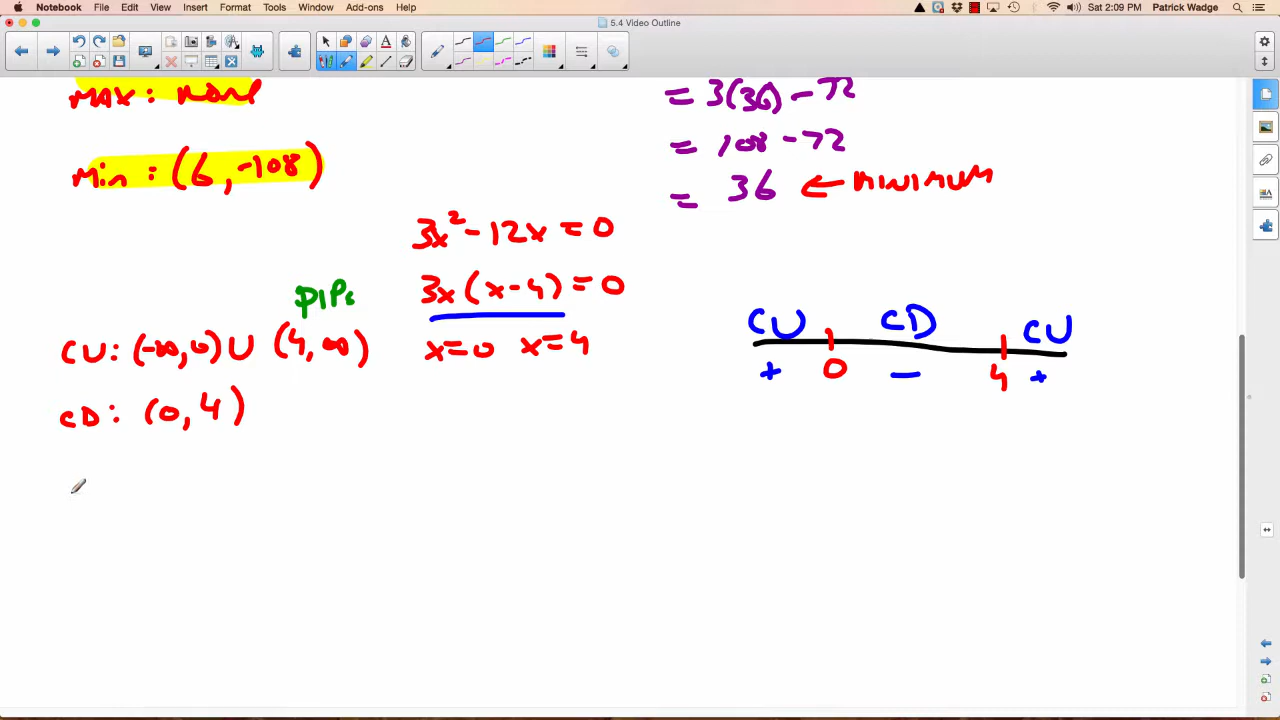 Notebook File Edit View Insert Format Tools Window Add-ons Help Sat 2:09 PM Patrick Wadge
5.4 Video Outline
MAX: NONE
Min: (6,-108)
= 3(36) -72
= 108 -72
= 36 ← MINIMUM
3x² -12x = 0
3x(x-4) = 0
x=0 x=4
PIPs
CU: (-∞,0) U (4,∞)
CD: (0,4)
CU CD CU
0 4
+ - +